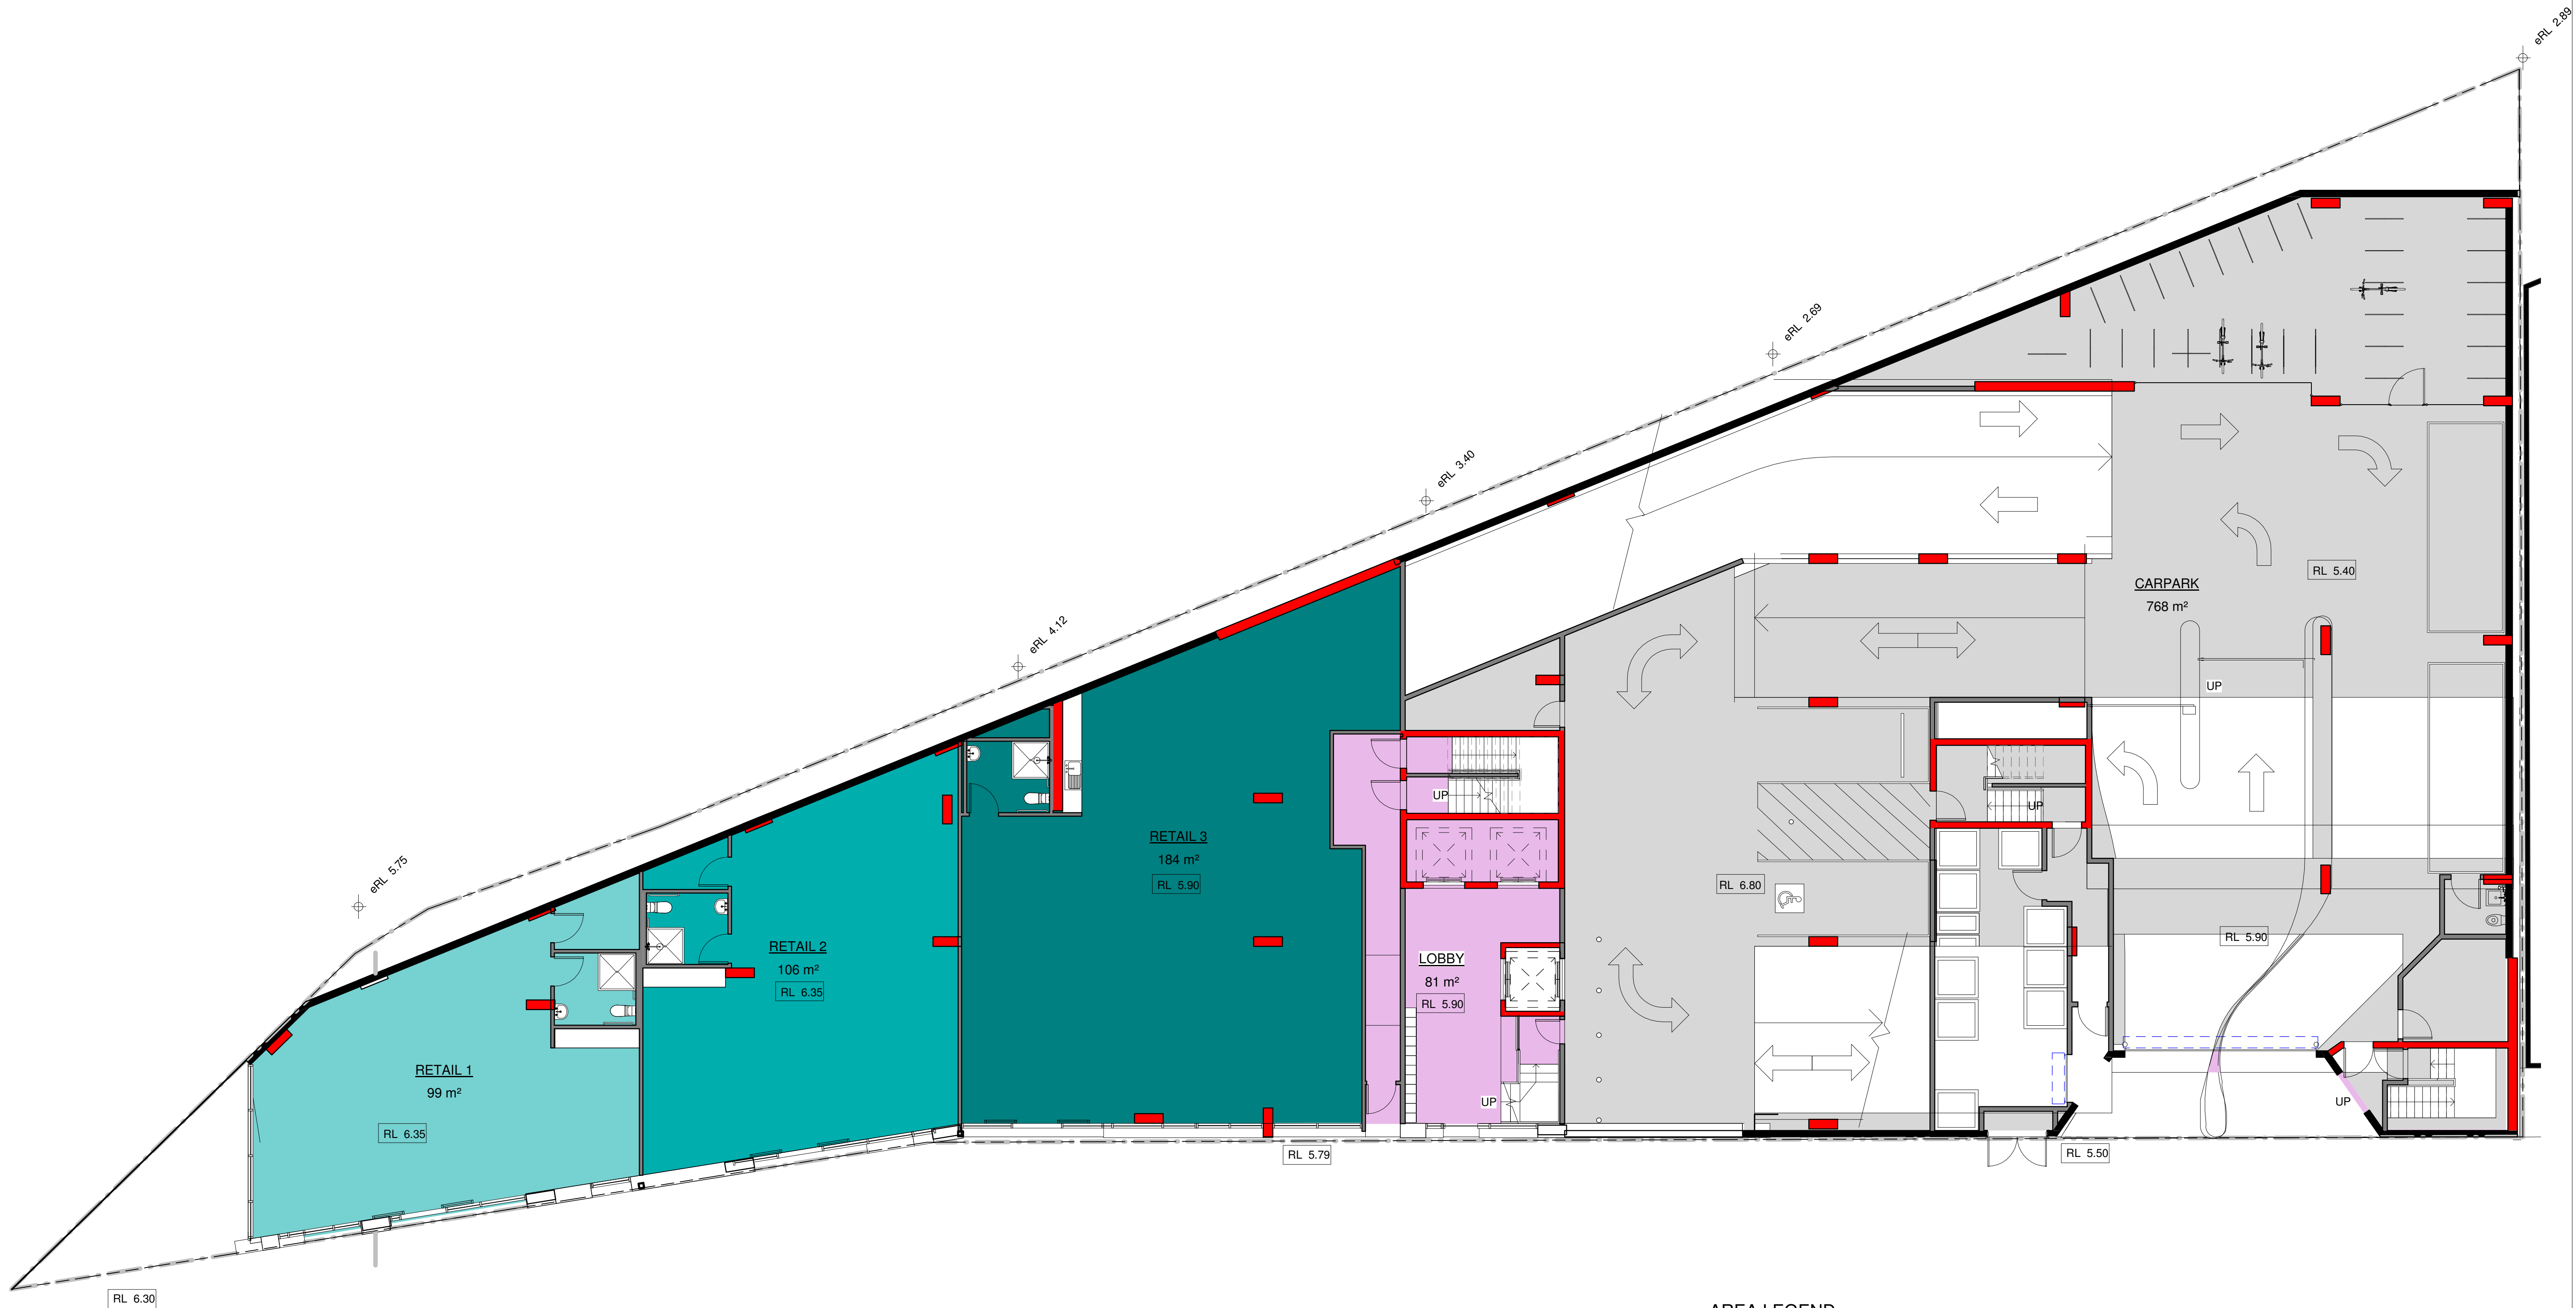 eRL 2.89
eRL 2.69
eRL 3.40
eRL 4.12
eRL 5.75
RL 5.40
CARPARK
768 m²
UP
UP
UP
RETAIL 3
184 m²
RL 5.90
RL 6.80
RL 5.90
RETAIL 2
106 m²
RL 6.35
LOBBY
81 m²
RL 5.90
RETAIL 1
99 m²
RL 6.35
UP
UP
RL 5.79
RL 5.50
RL 6.30
AREA LEGEND